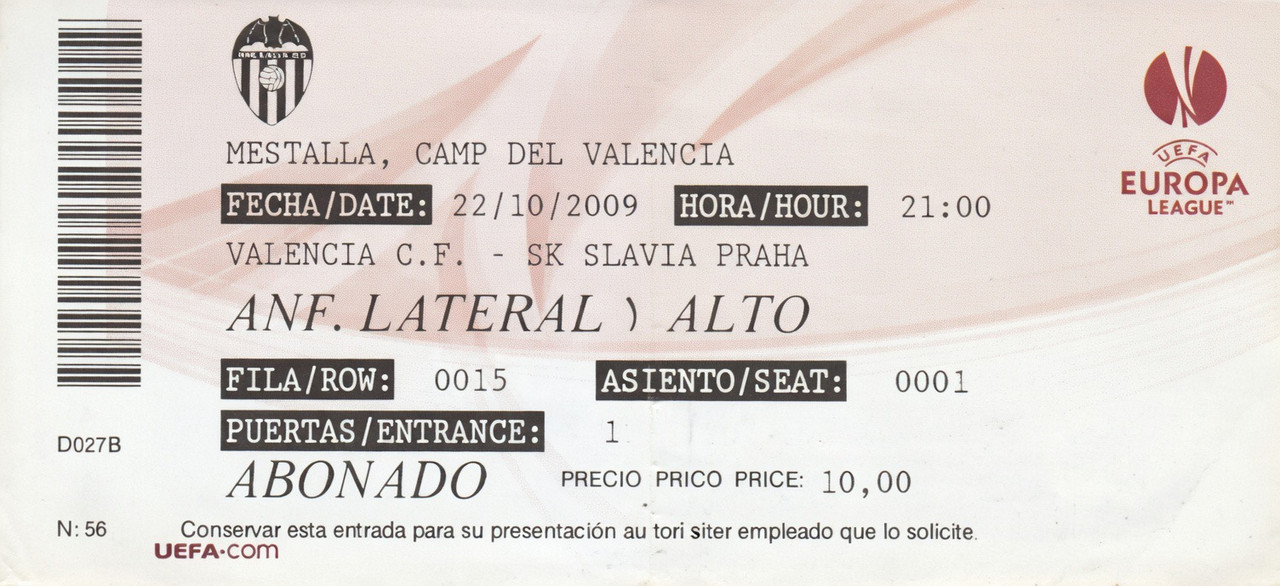 MESTALLA, CAMP DEL VALENCIA
FECHA/DATE: 22/10/2009 HORA/HOUR: 21:00
UEFA
EUROPA
LEAGUE™
VALENCIA C.F. - SK SLAVIA PRAHA
ANF. LATERAL ) ALTO
FILA/ROW: 0015 ASIENTO/SEAT: 0001
PUERTAS/ENTRANCE: 1
D027B
ABONADO PRECIO PRICO PRICE: 10,00
N: 56 Conservar esta entrada para su presentación au tori siter empleado que lo solicite.
UEFA.com